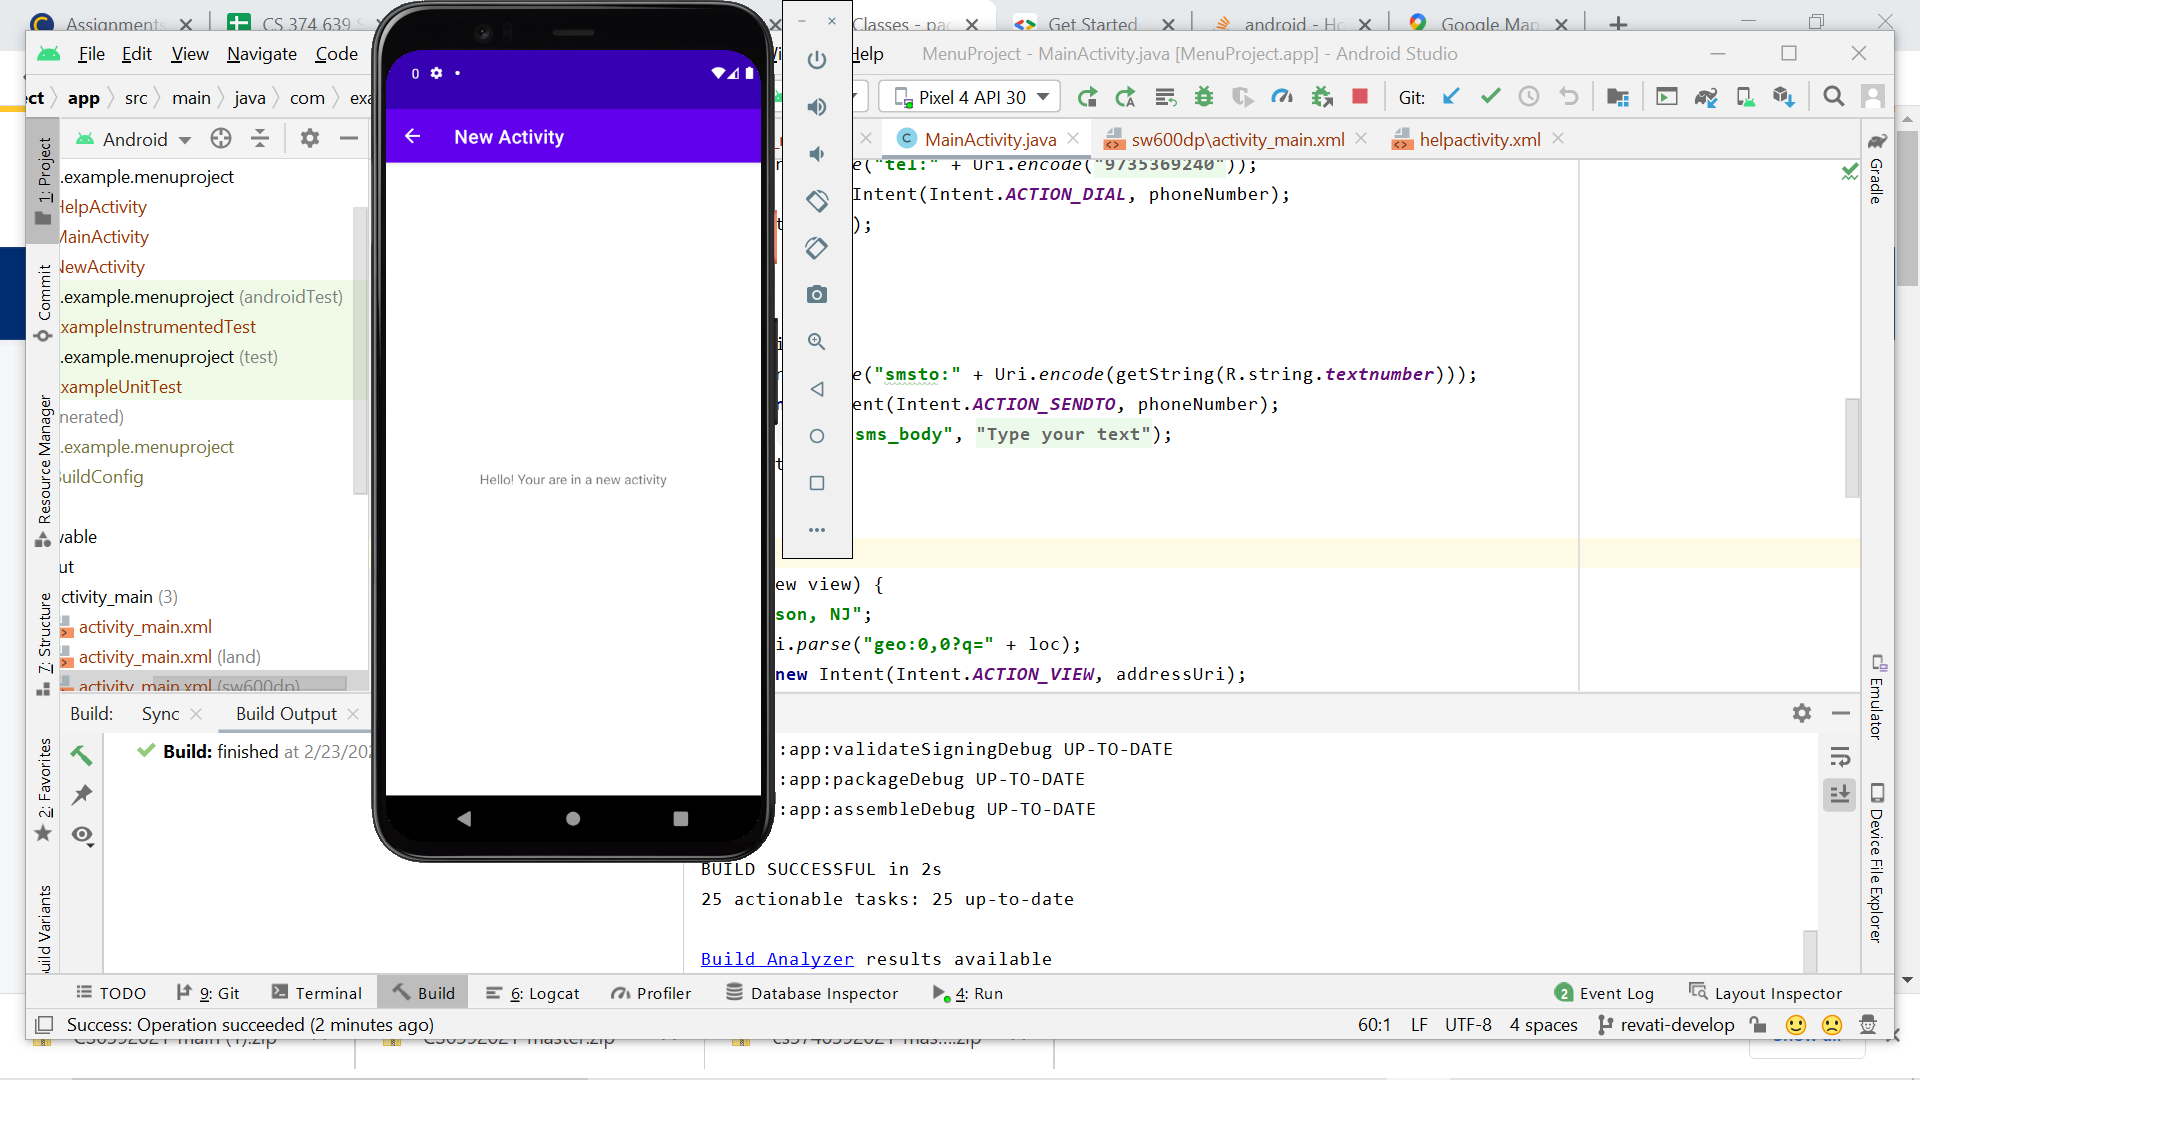 Assignments
CS 374 639
Classes - pac
Get Started
android - Ho
Google Map
File Edit View Navigate Code
Help
MenuProject - MainActivity.java [MenuProject.app] - Android Studio
ct app src main java com exa
Pixel 4 API 30
Git:
Android
MainActivity.java
sw600dp\activity_main.xml
helpactivity.xml
1: Project
Commit
Resource Manager
7: Structure
2: Favorites
uild Variants
.example.menuproject
HelpActivity
MainActivity
NewActivity
.example.menuproject (androidTest)
xampleInstrumentedTest
.example.menuproject (test)
xampleUnitTest
nerated)
.example.menuproject
BuildConfig
vable
ut
ctivity_main (3)
activity_main.xml
activity_main.xml (land)
activity_main.xml (sw600dp)
0
New Activity
Hello! Your are in a new activity
e("tel:" + Uri.encode("9735369240"));
Intent(Intent.ACTION_DIAL, phoneNumber);
);
e("smsto:" + Uri.encode(getString(R.string.textnumber)));
ent(Intent.ACTION_SENDTO, phoneNumber);
sms_body", "Type your text");
ew view) {
son, NJ";
i.parse("geo:0,0?q=" + loc);
new Intent(Intent.ACTION_VIEW, addressUri);
Gradle
Emulator
Device File Explorer
Build: Sync Build Output
Build: finished at 2/23/202
:app:validateSigningDebug UP-TO-DATE
:app:packageDebug UP-TO-DATE
:app:assembleDebug UP-TO-DATE
BUILD SUCCESSFUL in 2s
25 actionable tasks: 25 up-to-date
Build Analyzer results available
TODO 9: Git Terminal Build 6: Logcat Profiler Database Inspector 4: Run
2 Event Log Layout Inspector
Success: Operation succeeded (2 minutes ago)
60:1 LF UTF-8 4 spaces revati-develop
CS6392021-main (1).zip
CS6392021-master.zip
cs3746392021-mas....zip
Show all